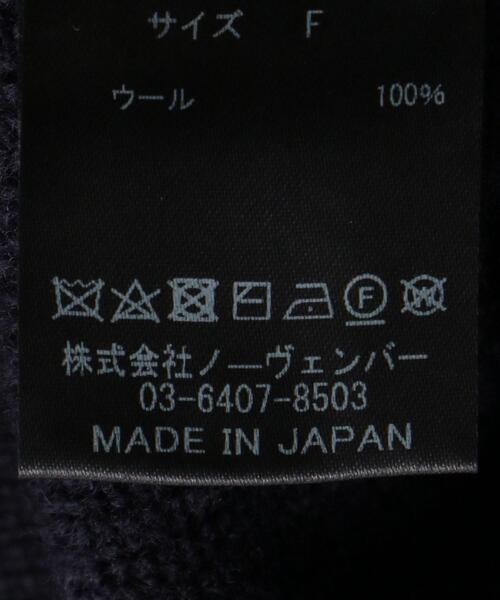 サイズ F
ウール 100%
F W
株式会社ノーヴェンバー
03-6407-8503
MADE IN JAPAN